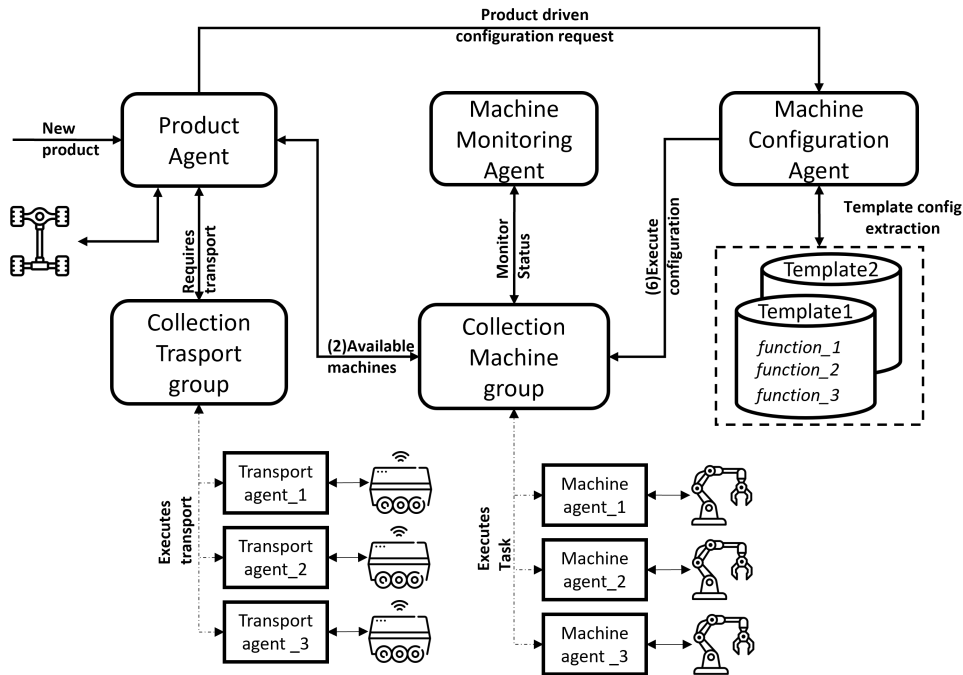 Product driven
configuration request
New
product
Product
Agent
Machine
Monitoring
Agent
Machine
Configuration
Agent
Requires
transport
Monitor
Status
(6)Execute
configuration
Template config
extraction
Template2
Template1
function_1
function_2
function_3
Collection
Trasport
group
(2)Available
machines
Collection
Machine
group
Executes
transport
Transport
agent_1
Transport
agent_2
Transport
agent _3
Executes
Task
Machine
agent_1
Machine
agent_2
Machine
agent _3